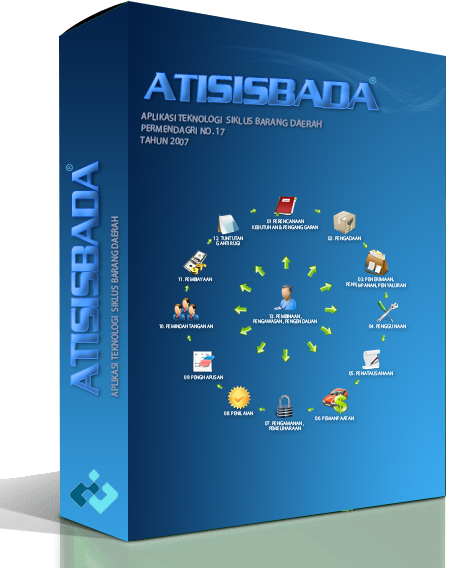 ATISISBADA®
APLIKASI TEKNOLOGI SIKLUS BARANG DAERAH
PERMENDAGRI NO. 17
TAHUN 2007
01. PERENCANAAN
KEBUTUHAN & PENGANGGARAN
02. PENGADAAN
03. PENERIMAAN,
PENYIMPANAN, PENYALURAN
04. PENGGUNAAN
05. PENATAUSAHAAN
06. PEMANFAATAN
07. PENGAMANAN,
PEMELIHARAAN
08. PENILAIAN
09. PENGHAPUSAN
10. PEMINDAHTANGANAN
11. PEMBIAYAAN
12. TUNTUTAN
GANTI RUGI
13. PEMBINAAN,
PENGAWASAN, PENGENDALIAN
ATISISBADA®
APLIKASI TEKNOLOGI SIKLUS BARANG DAERAH